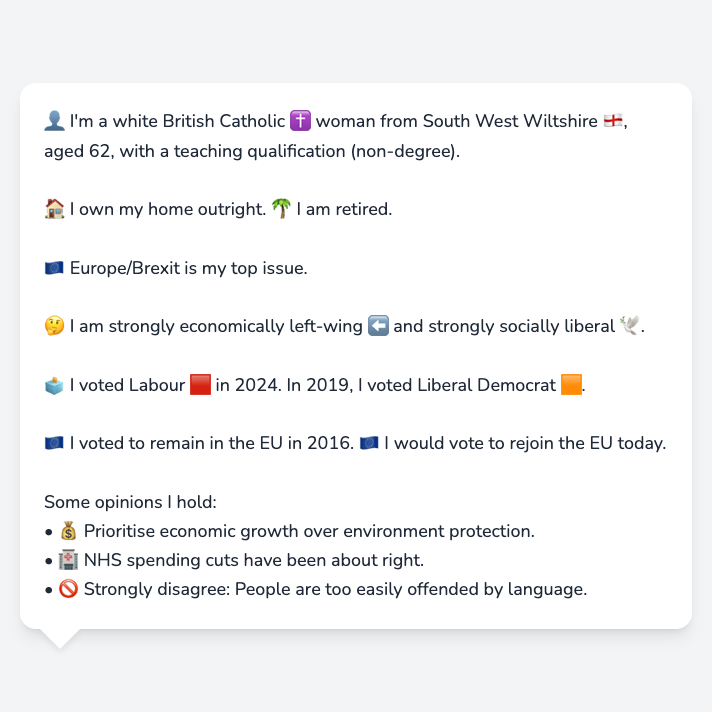 👤 I'm a white British Catholic ✝️ woman from South West Wiltshire 🏴󠁧󠁢󠁥󠁮󠁧󠁿,
aged 62, with a teaching qualification (non-degree).
🏠 I own my home outright. 🌴 I am retired.
🇪🇺 Europe/Brexit is my top issue.
🤔 I am strongly economically left-wing ⬅️ and strongly socially liberal 🕊️.
🗳️ I voted Labour 🟥 in 2024. In 2019, I voted Liberal Democrat 🟧.
🇪🇺 I voted to remain in the EU in 2016. 🇪🇺 I would vote to rejoin the EU today.
Some opinions I hold:
• 💰 Prioritise economic growth over environment protection.
• 🏥 NHS spending cuts have been about right.
• 🚫 Strongly disagree: People are too easily offended by language.